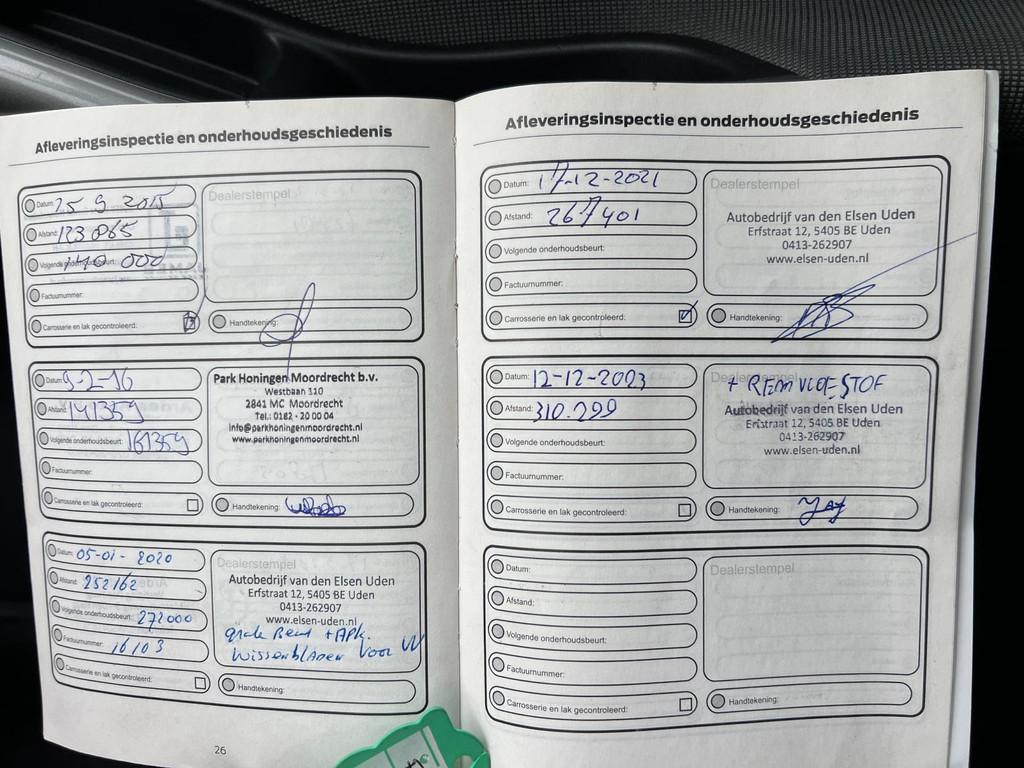 Afleveringsinspectie en onderhoudsgeschiedenis
Datum: 25.9.2015
Afstand: 123065
Volgende onderhoudsbeurt: 140 000
Factuurnummer:
Carrosserie en lak gecontroleerd:
Dealerstempel
Handtekening:
Datum: 9-2-16
Afstand: 141359
Volgende onderhoudsbeurt: 161359
Factuurnummer:
Carrosserie en lak gecontroleerd:
Park Honingen Moordrecht b.v.
Westbaan 310
2841 MC Moordrecht
Tel.: 0182 - 20 00 04
info@parkhoningenmoordrecht.nl
www.parkhoningenmoordrecht.nl
Handtekening:
Datum: 05-01-2020
Afstand: 252162
Volgende onderhoudsbeurt: 272000
Factuurnummer: 16103
Carrosserie en lak gecontroleerd:
Dealerstempel
Autobedrijf van den Elsen Uden
Erfstraat 12, 5405 BE Uden
0413-262907
www.elsen-uden.nl
Beurt + APK.
Wissenbladen Voor VV
Handtekening:
26
Afleveringsinspectie en onderhoudsgeschiedenis
Datum: 17-12-2021
Afstand: 267401
Volgende onderhoudsbeurt:
Factuurnummer:
Carrosserie en lak gecontroleerd:
Dealerstempel
Autobedrijf van den Elsen Uden
Erfstraat 12, 5405 BE Uden
0413-262907
www.elsen-uden.nl
Handtekening:
Datum: 12-12-2023
Afstand: 310.299
Volgende onderhoudsbeurt:
Factuurnummer:
Carrosserie en lak gecontroleerd:
Dealerstempel
+ REMVLOEISTOF
Autobedrijf van den Elsen Uden
Erfstraat 12, 5405 BE Uden
0413-262907
www.elsen-uden.nl
Handtekening:
Datum:
Afstand:
Volgende onderhoudsbeurt:
Factuurnummer:
Carrosserie en lak gecontroleerd:
Dealerstempel
Handtekening: